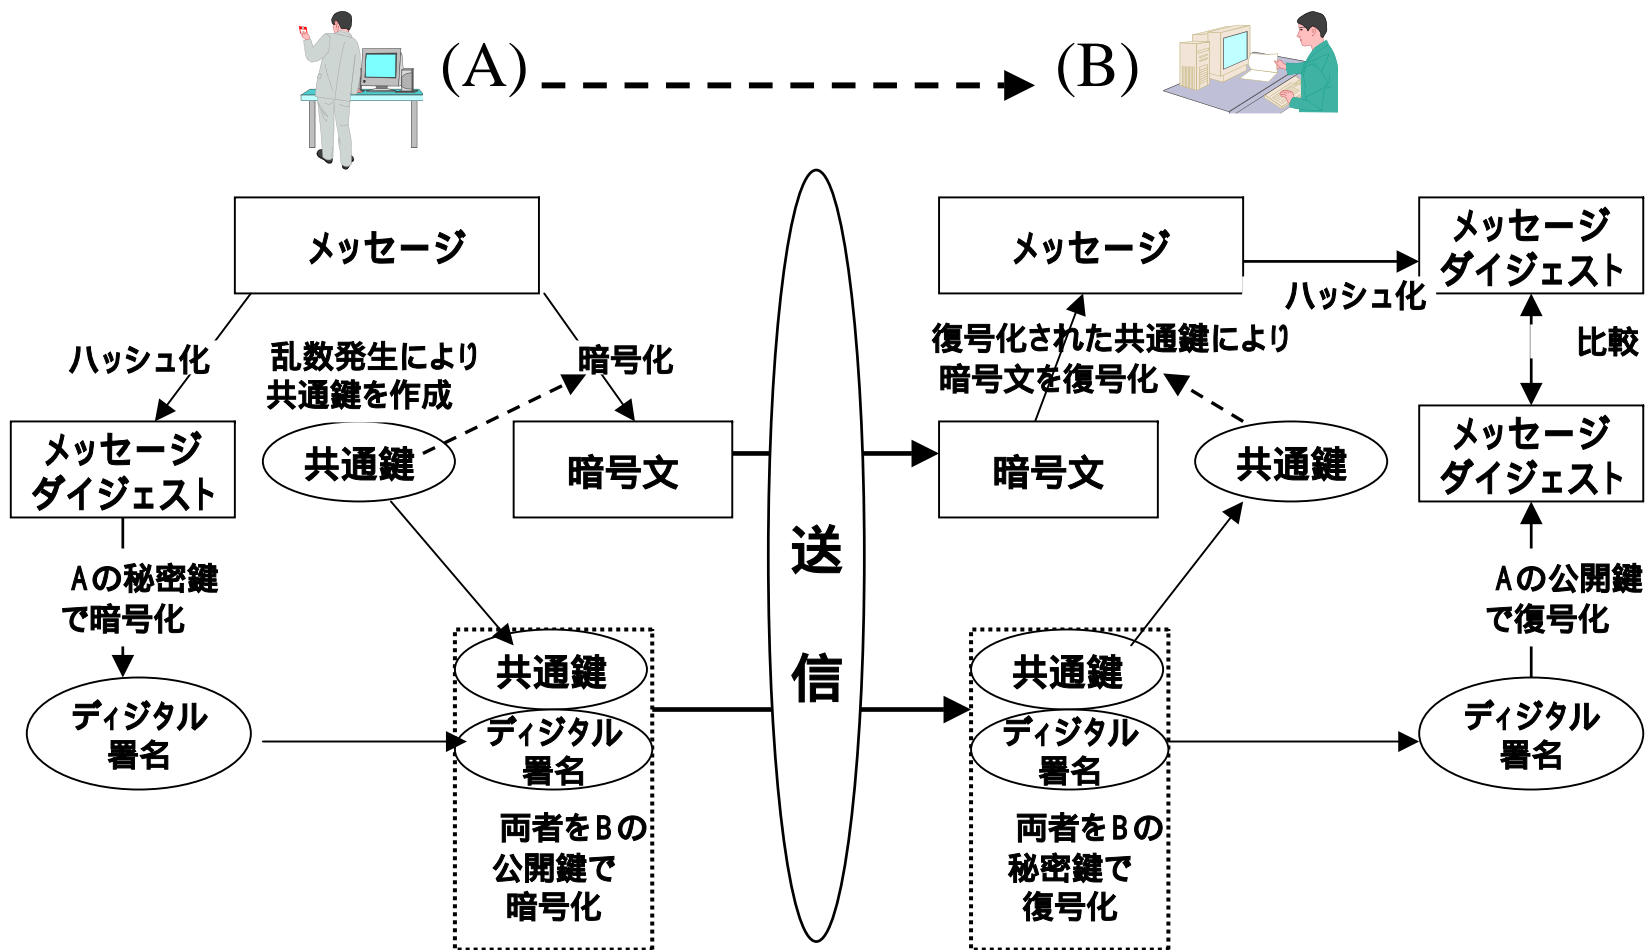 (A)
(B)
メッセージ
ハッシュ化
乱数発生により
共通鍵を作成
暗号化
メッセージ
ダイジェスト
共通鍵
暗号文
Aの秘密鍵
で暗号化
ディジタル
署名
共通鍵
ディジタル
署名
両者をBの
公開鍵で
暗号化
送
信
メッセージ
ハッシュ化
メッセージ
ダイジェスト
復号化された共通鍵により
暗号文を復号化
比較
暗号文
共通鍵
メッセージ
ダイジェスト
Aの公開鍵
で復号化
共通鍵
ディジタル
署名
両者をBの
秘密鍵で
復号化
ディジタル
署名